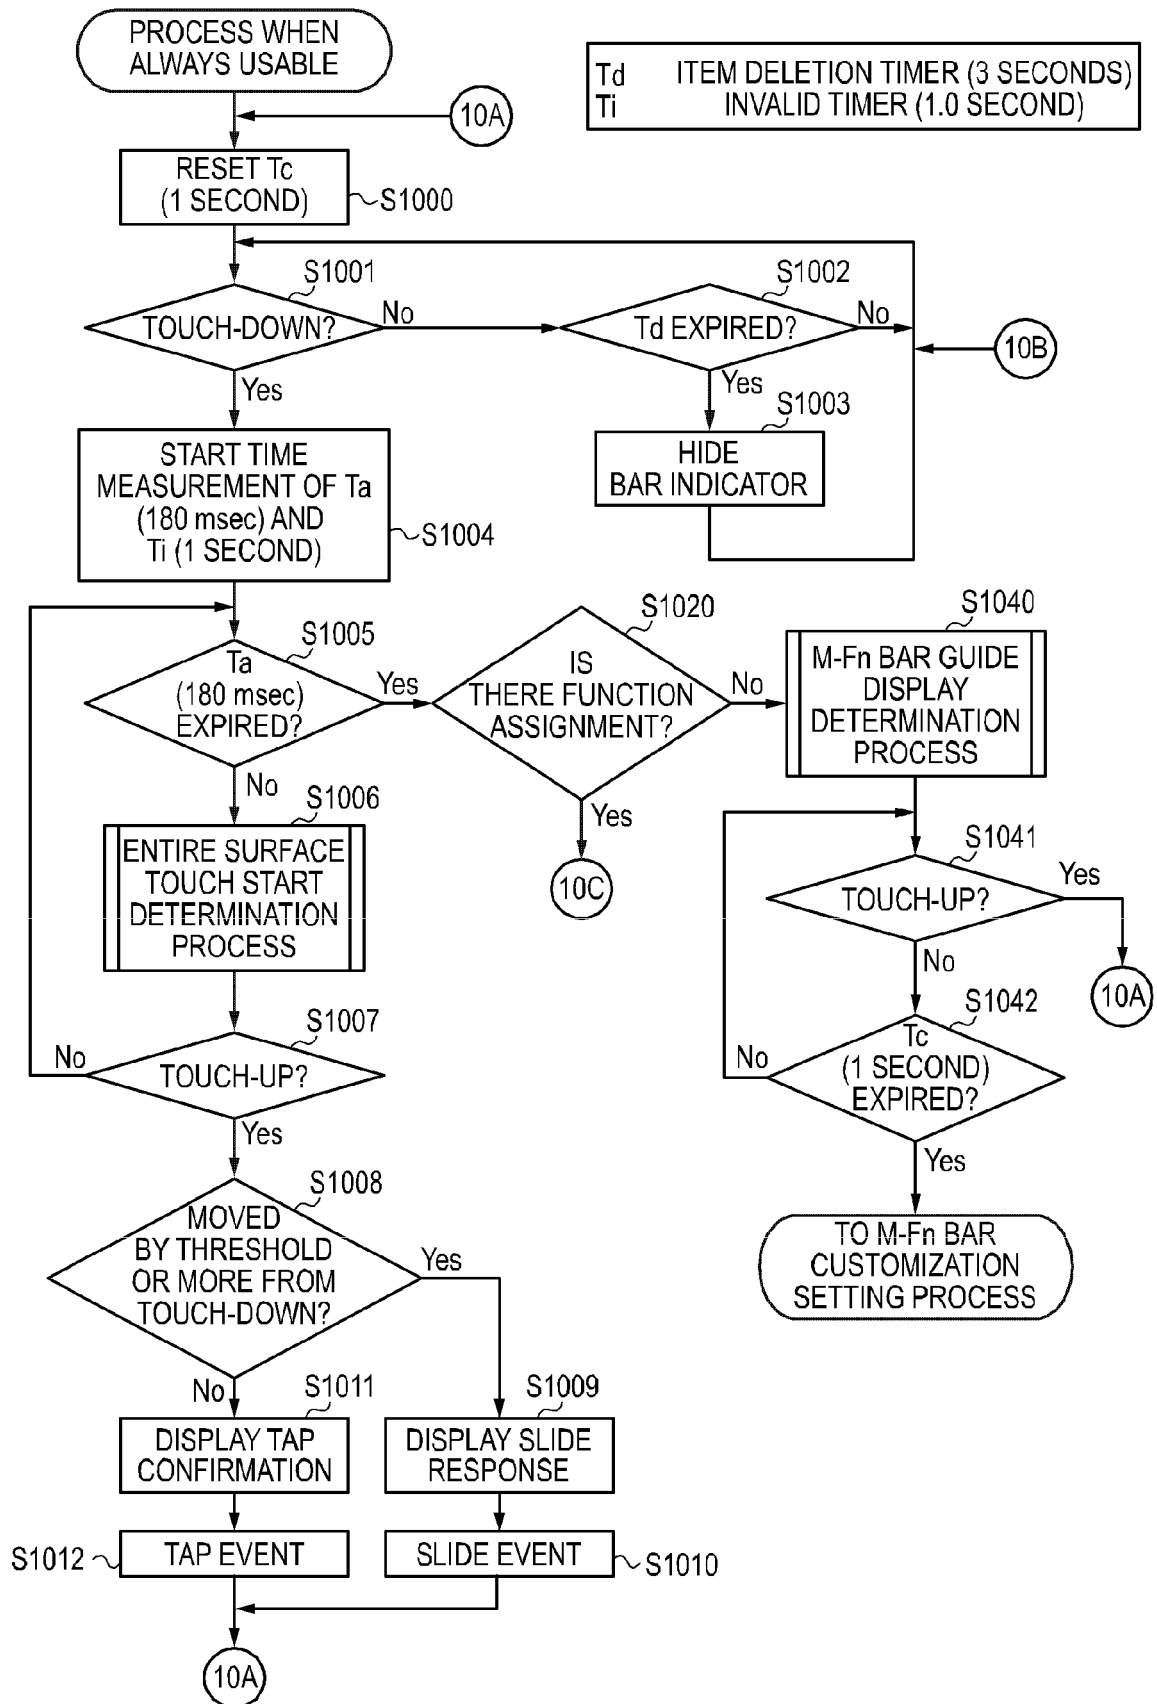 PROCESS WHEN
ALWAYS USABLE
Td ITEM DELETION TIMER (3 SECONDS)
Ti INVALID TIMER (1.0 SECOND)
10A
RESET Tc
(1 SECOND)
S1000
S1001
TOUCH-DOWN?
No
Yes
S1002
Td EXPIRED?
No
Yes
10B
S1003
HIDE
BAR INDICATOR
START TIME
MEASUREMENT OF Ta
(180 msec) AND
Ti (1 SECOND)
S1004
S1005
Ta
(180 msec)
EXPIRED?
Yes
No
S1020
IS
THERE FUNCTION
ASSIGNMENT?
No
Yes
10C
S1040
M-Fn BAR GUIDE
DISPLAY
DETERMINATION
PROCESS
S1006
ENTIRE SURFACE
TOUCH START
DETERMINATION
PROCESS
S1041
TOUCH-UP?
Yes
No
10A
S1007
TOUCH-UP?
No
Yes
S1042
Tc
(1 SECOND)
EXPIRED?
No
Yes
TO M-Fn BAR
CUSTOMIZATION
SETTING PROCESS
S1008
MOVED
BY THRESHOLD
OR MORE FROM
TOUCH-DOWN?
Yes
No
S1011
DISPLAY TAP
CONFIRMATION
S1009
DISPLAY SLIDE
RESPONSE
S1012
TAP EVENT
SLIDE EVENT
S1010
10A